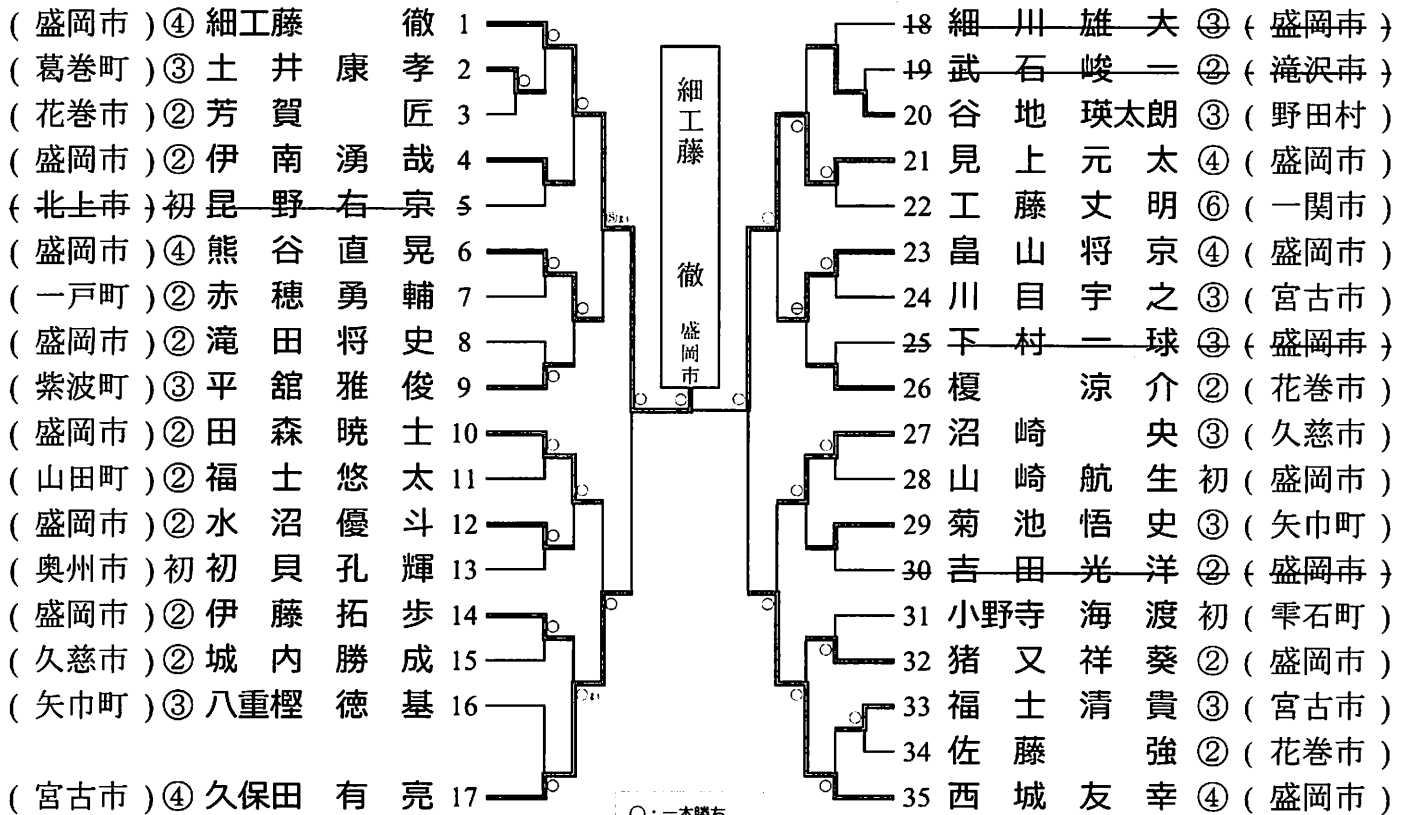 ( 盛岡市 ) ④ 細工藤 徹 1
( 葛巻町 ) ③ 土井康孝 2
( 花巻市 ) ② 芳賀 匠 3
( 盛岡市 ) ② 伊南湧哉 4
( 北上市 ) 初 昆野右京 5
( 盛岡市 ) ④ 熊谷直晃 6
( 一戸町 ) ② 赤穂勇輔 7
( 盛岡市 ) ② 滝田将史 8
( 紫波町 ) ③ 平舘雅俊 9
( 盛岡市 ) ② 田森暁士 10
( 山田町 ) ② 福士悠太 11
( 盛岡市 ) ② 水沼優斗 12
( 奥州市 ) 初 初貝孔輝 13
( 盛岡市 ) ② 伊藤拓歩 14
( 久慈市 ) ② 城内勝成 15
( 矢巾町 ) ③ 八重樫徳基 16
( 宮古市 ) ④ 久保田有亮 17
細工藤 徹 盛岡市
18 細川雄大 ③ ( 盛岡市 )
19 武石峻一 ② ( 滝沢市 )
20 谷地瑛太朗 ③ ( 野田村 )
21 見上元太 ④ ( 盛岡市 )
22 工藤丈明 ⑥ ( 一関市 )
23 畠山将京 ④ ( 盛岡市 )
24 川目宇之 ③ ( 宮古市 )
25 下村一球 ③ ( 盛岡市 )
26 榎 涼介 ② ( 花巻市 )
27 沼崎 央 ③ ( 久慈市 )
28 山崎航生 初 ( 盛岡市 )
29 菊池悟史 ③ ( 矢巾町 )
30 吉田光洋 ② ( 盛岡市 )
31 小野寺海渡 初 ( 雫石町 )
32 猪又祥葵 ② ( 盛岡市 )
33 福士清貴 ③ ( 宮古市 )
34 佐藤 強 ② ( 花巻市 )
35 西城友幸 ④ ( 盛岡市 )